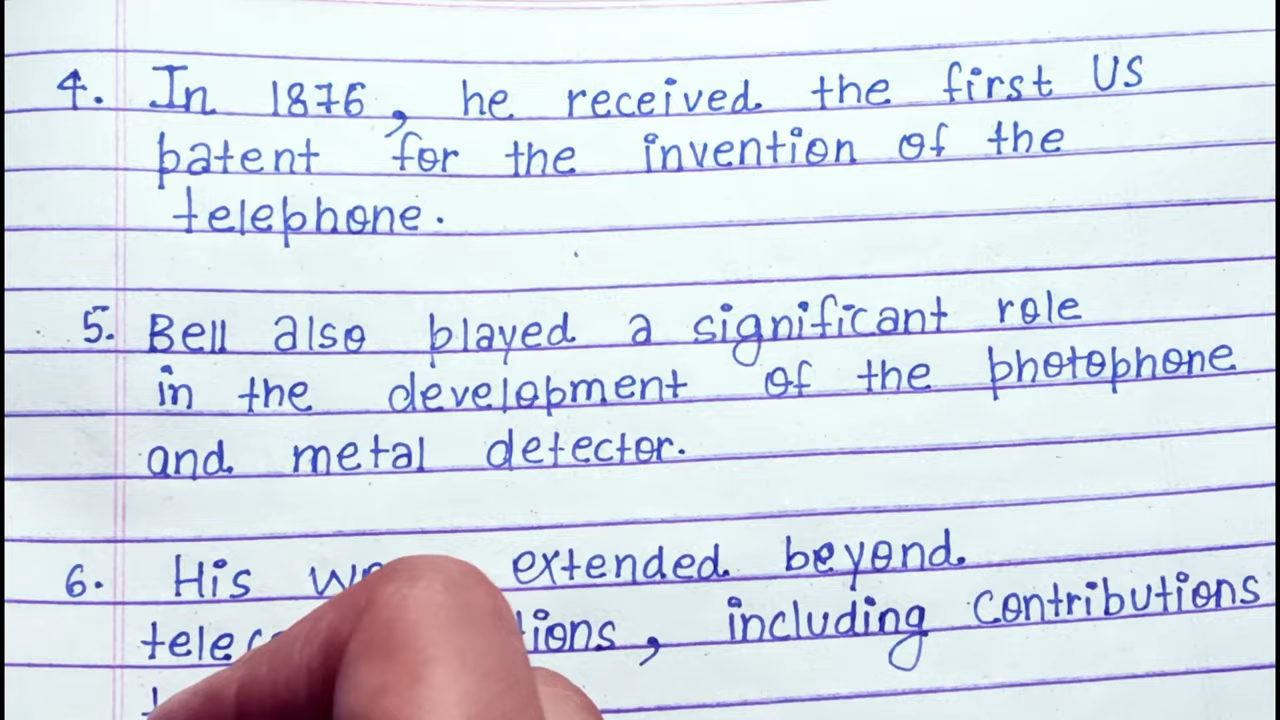 4. In 1876, he received the first US
patent for the invention of the
telephone.
5. Bell also played a significant role
in the development of the photophone
and metal detector.
6. His extended beyond
including contributions